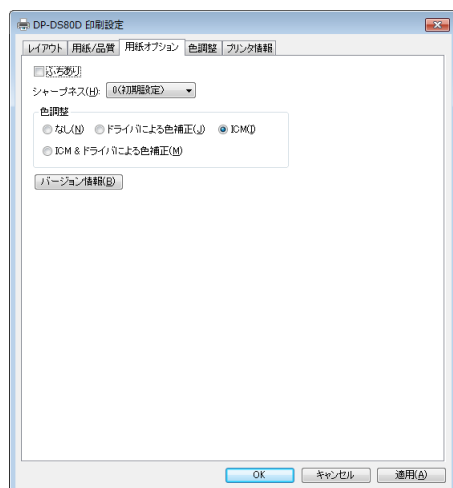 DP-DS80D 印刷設定
レイアウト 用紙/品質 用紙オプション 色調整 プリンタ情報
ふちあり
シャープネス(H): 0(初期設定)
色調整
なし(N) ドライバによる色補正(J) ICM(I)
ICM & ドライバによる色補正(M)
バージョン情報(B)
OK キャンセル 適用(A)